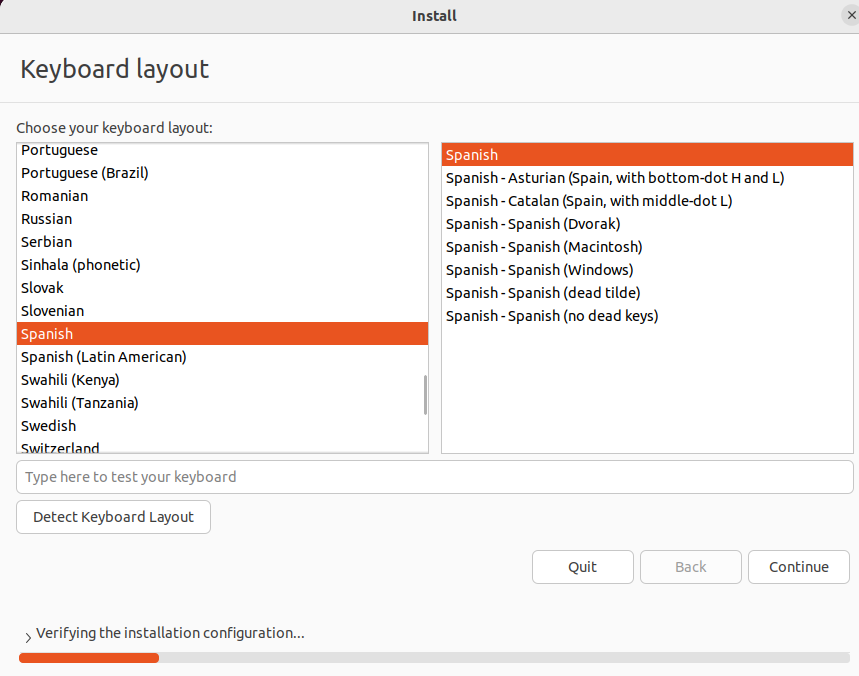 Install
Keyboard layout
Choose your keyboard layout:
Portuguese
Portuguese (Brazil)
Romanian
Russian
Serbian
Sinhala (phonetic)
Slovak
Slovenian
Spanish
Spanish (Latin American)
Swahili (Kenya)
Swahili (Tanzania)
Swedish
Switzerland
Spanish
Spanish - Asturian (Spain, with bottom-dot H and L)
Spanish - Catalan (Spain, with middle-dot L)
Spanish - Spanish (Dvorak)
Spanish - Spanish (Macintosh)
Spanish - Spanish (Windows)
Spanish - Spanish (dead tilde)
Spanish - Spanish (no dead keys)
Type here to test your keyboard
Detect Keyboard Layout
Quit
Back
Continue
Verifying the installation configuration...